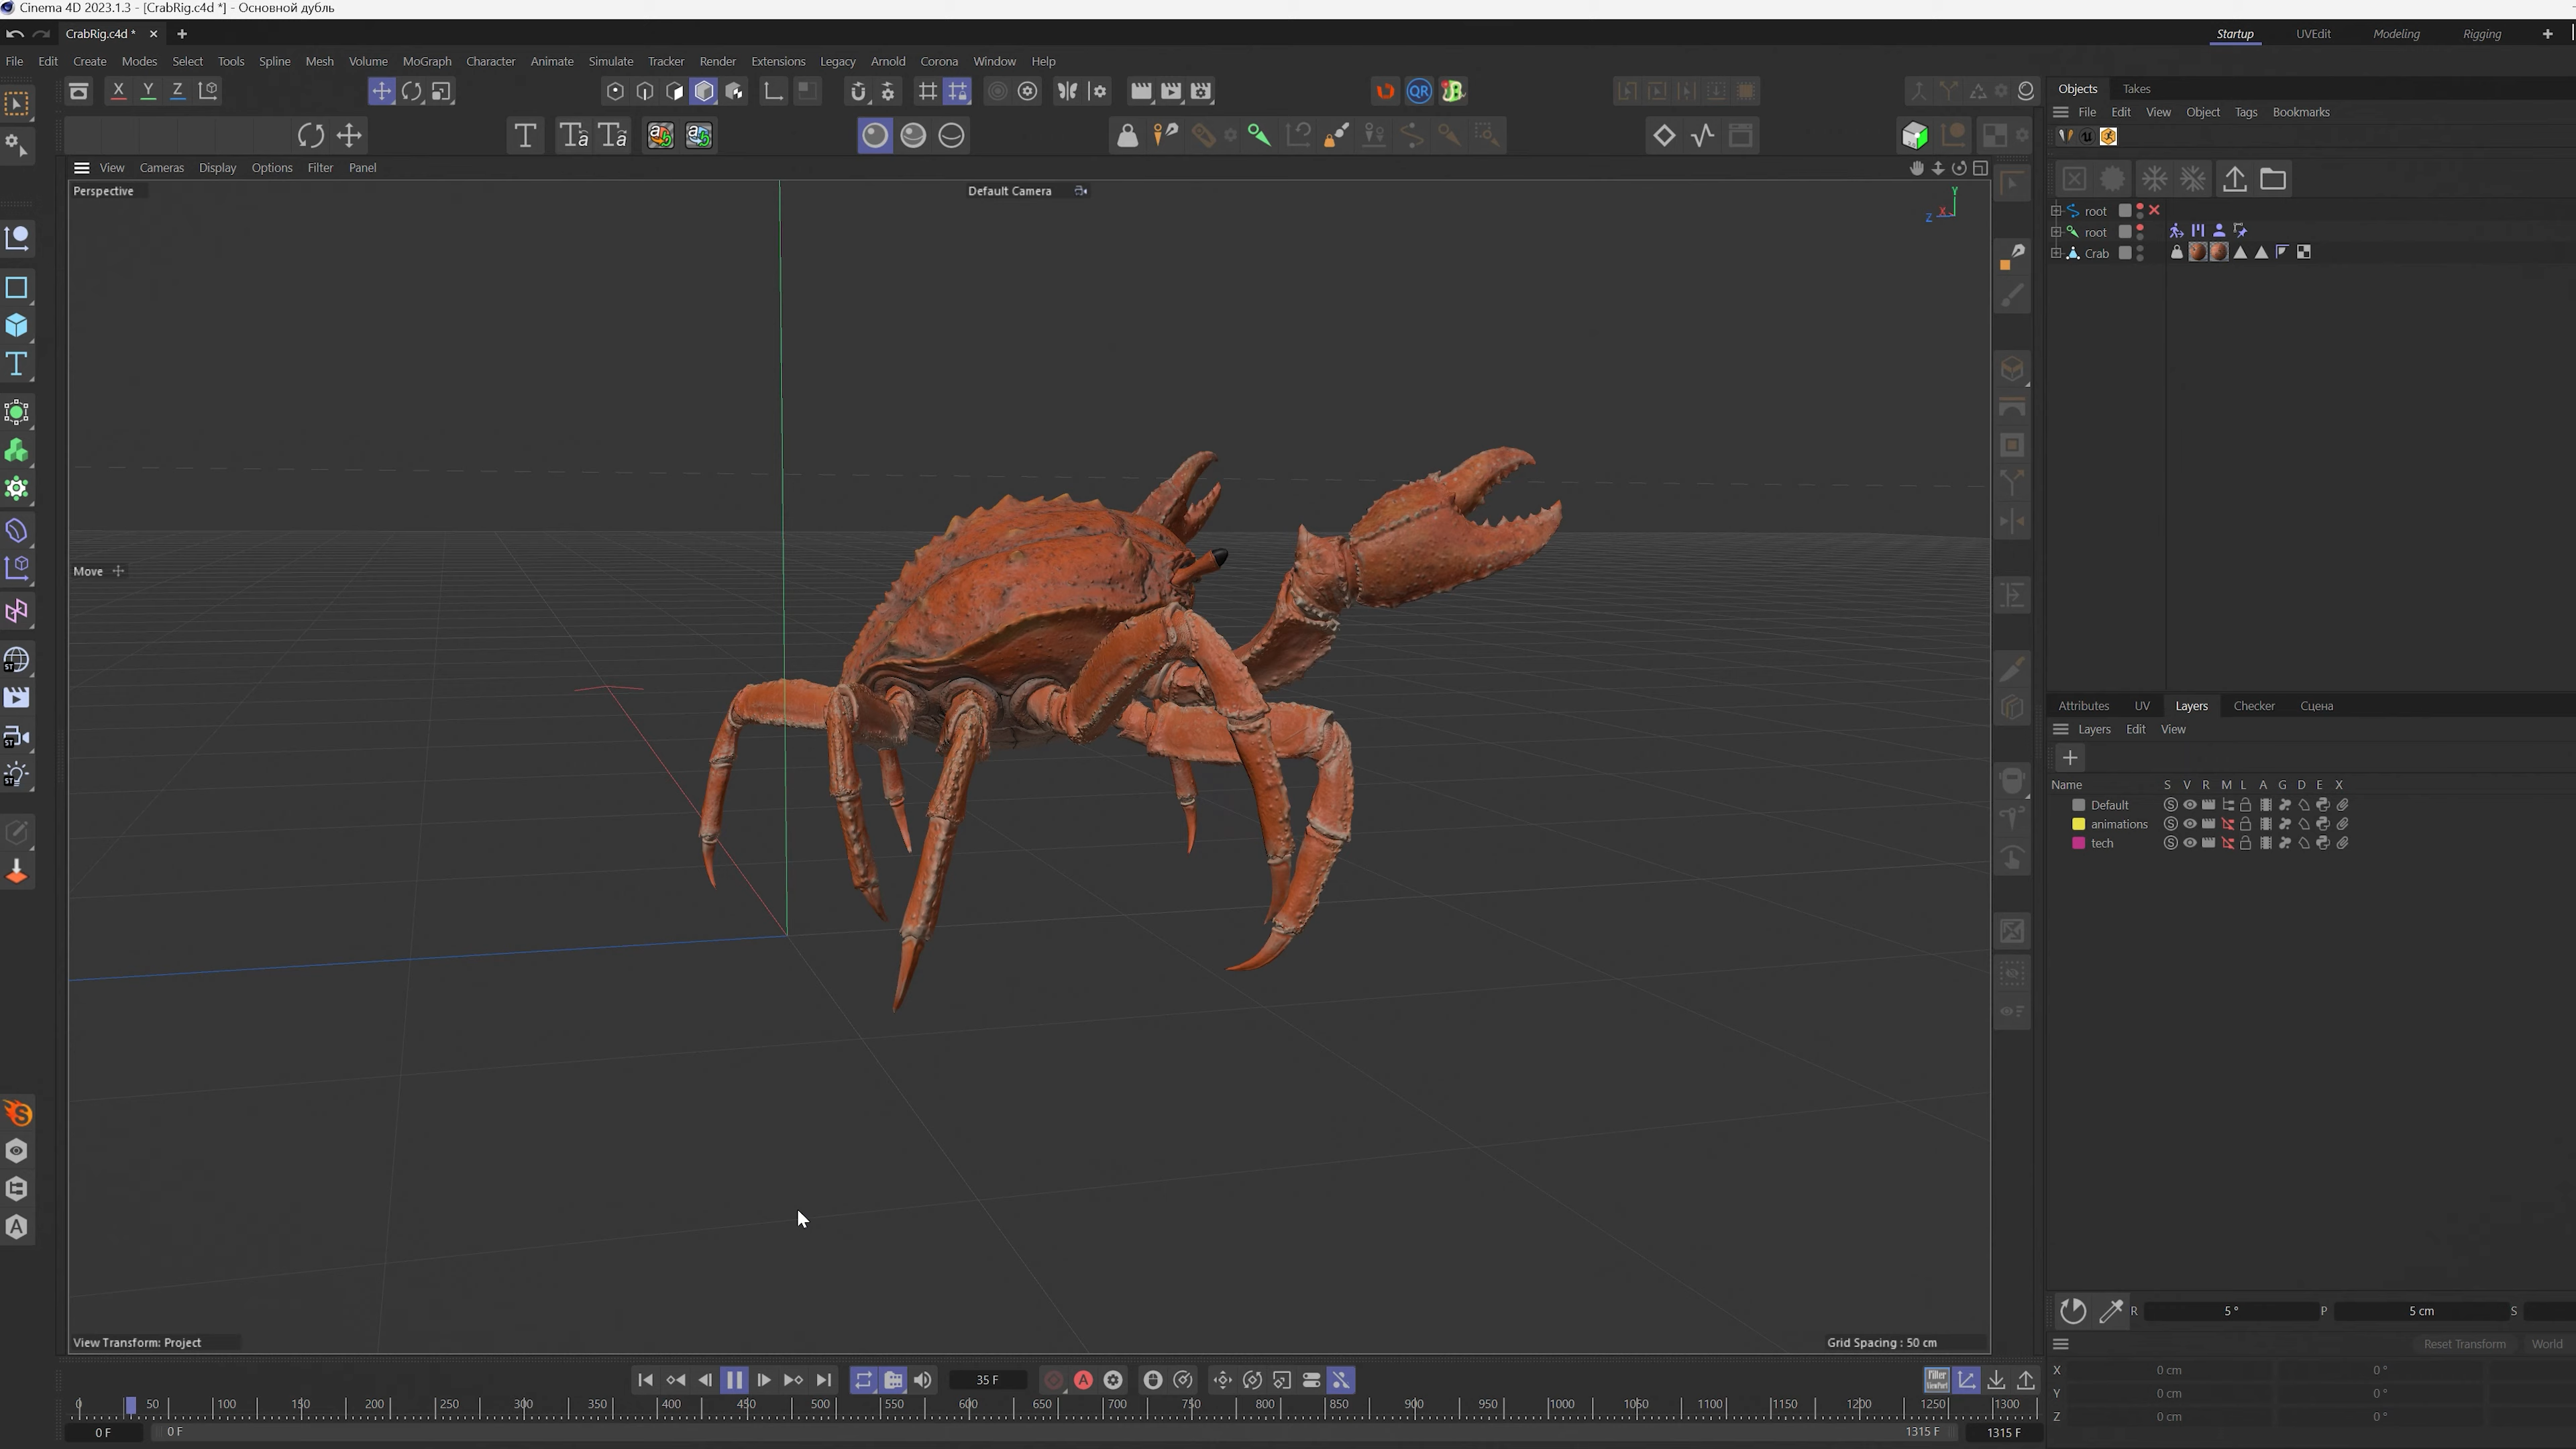 Cinema 4D 2023.1.3 - [CrabRig.c4d *] - Основной дубль
CrabRig.c4d *
Startup UVEdit Modeling Rigging
File Edit Create Modes Select Tools Spline Mesh Volume MoGraph Character Animate Simulate Tracker Render Extensions Legacy Arnold Corona Window Help
X Y Z
QR
Objects Takes
File Edit View Object Tags Bookmarks
T Ta Ta
View Cameras Display Options Filter Panel
Perspective
Default Camera
Y
X
Z
root
root
Crab
Move
Attributes UV Layers Checker Сцена
Layers Edit View
Name S V R M L A G D E X
Default
animations
tech
ST
ST
ST
R 5 ° P 5 cm S
View Transform: Project
Grid Spacing : 50 cm
Reset Transform World
35 F
X 0 cm 0 °
Y 0 cm 0 °
Z 0 cm 0 °
0 50 100 150 200 250 300 350 400 450 500 550 600 650 700 750 800 850 900 950 1000 1050 1100 1150 1200 1250 1300
0 F 0 F 1315 F 1315 F